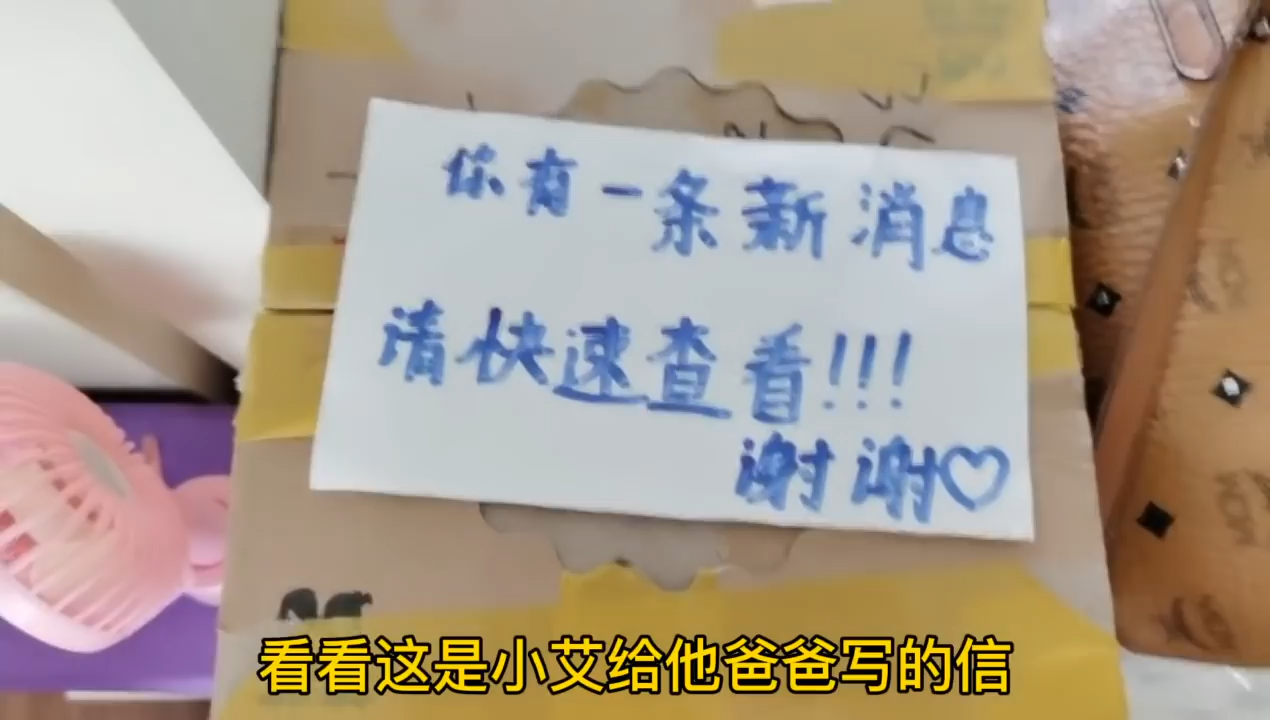 你有一条新消息
请快速查看!!!
谢谢♡
看看这是小艾给他爸爸写的信